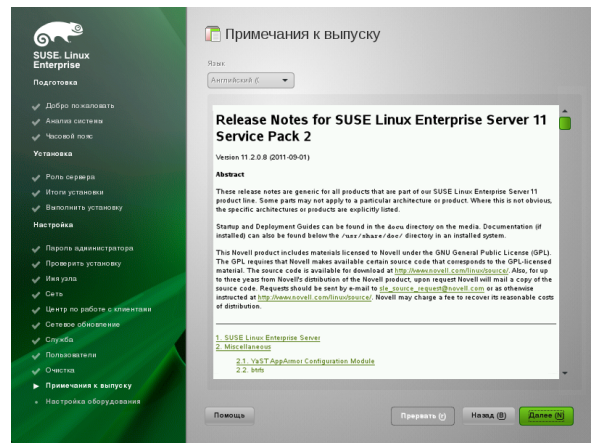 SUSE. Linux
Enterprise
Подготовка
Добро пожаловать
Анализ системы
Часовой пояс
Установка
Роль сервера
Итоги установки
Выполнить установку
Настройка
Пароль администратора
Проверить установку
Имя узла
Сеть
Центр по работе с клиентами
Сетевое обновление
Служба
Пользователи
Очистка
Примечания к выпуску
Настройка оборудования
Примечания к выпуску
Язык
Английский (
Release Notes for SUSE Linux Enterprise Server 11
Service Pack 2
Version 11.2.0.8 (2011-09-01)
Abstract
These release notes are generic for all products that are part of our SUSE Linux Enterprise Server 11
product line. Some parts may not apply to a particular architecture or product. Where this is not obvious,
the specific architectures or products are explicitly listed.
Startup and Deployment Guides can be found in the docu directory on the media. Documentation (if
installed) can also be found below the /usr/share/doc/ directory in an installed system.
This Novell product includes materials licensed to Novell under the GNU General Public License (GPL).
The GPL requires that Novell makes available certain source code that corresponds to the GPL-licensed
material. The source code is available for download at http://www.novell.com/linux/source/. Also, for up
to three years from Novell's distribution of the Novell product, upon request Novell will mail a copy of the
source code. Requests should be sent by e-mail to sle_source_request@novell.com or as otherwise
instructed at http://www.novell.com/linux/source/. Novell may charge a fee to recover its reasonable costs
of distribution.
1. SUSE Linux Enterprise Server
2. Miscellaneous
2.1. YaST AppArmor Configuration Module
2.2. btrfs
Помощь
Прервать (r)
Назад (B)
Далее (N)